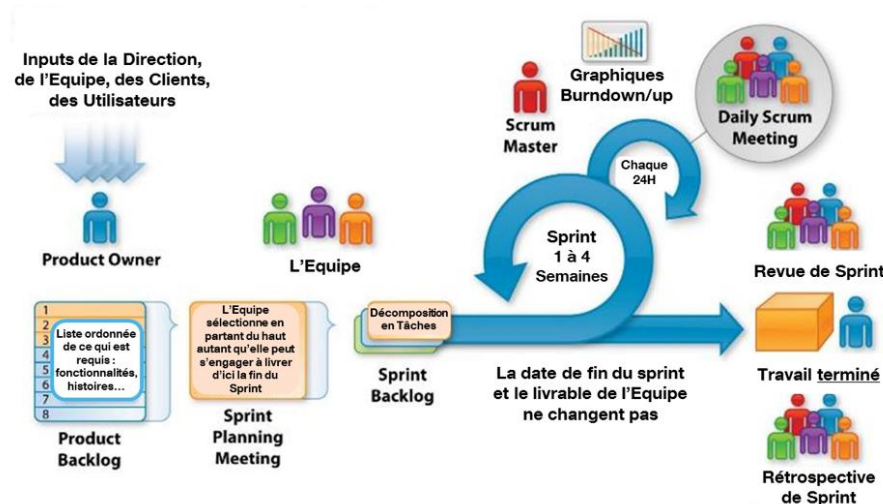 Inputs de la Direction,
de l'Equipe, des Clients,
des Utilisateurs
Product Owner
L'Equipe
1
2
3
4
5
6
7
8
Liste ordonnée
de ce qui est
requis :
fonctionnalités,
histoires...
Product
Backlog
L'Equipe
sélectionne en
partant du haut
autant qu'elle peut
s'engager à livrer
d'ici la fin du
Sprint
Sprint
Planning
Meeting
Décomposition
en Tâches
Sprint
Backlog
Scrum
Master
Graphiques
Burndown/up
Daily Scrum
Meeting
Chaque
24H
Sprint
1 à 4
Semaines
La date de fin du sprint
et le livrable de l'Equipe
ne changent pas
Revue de Sprint
Travail terminé
Rétrospective
de Sprint